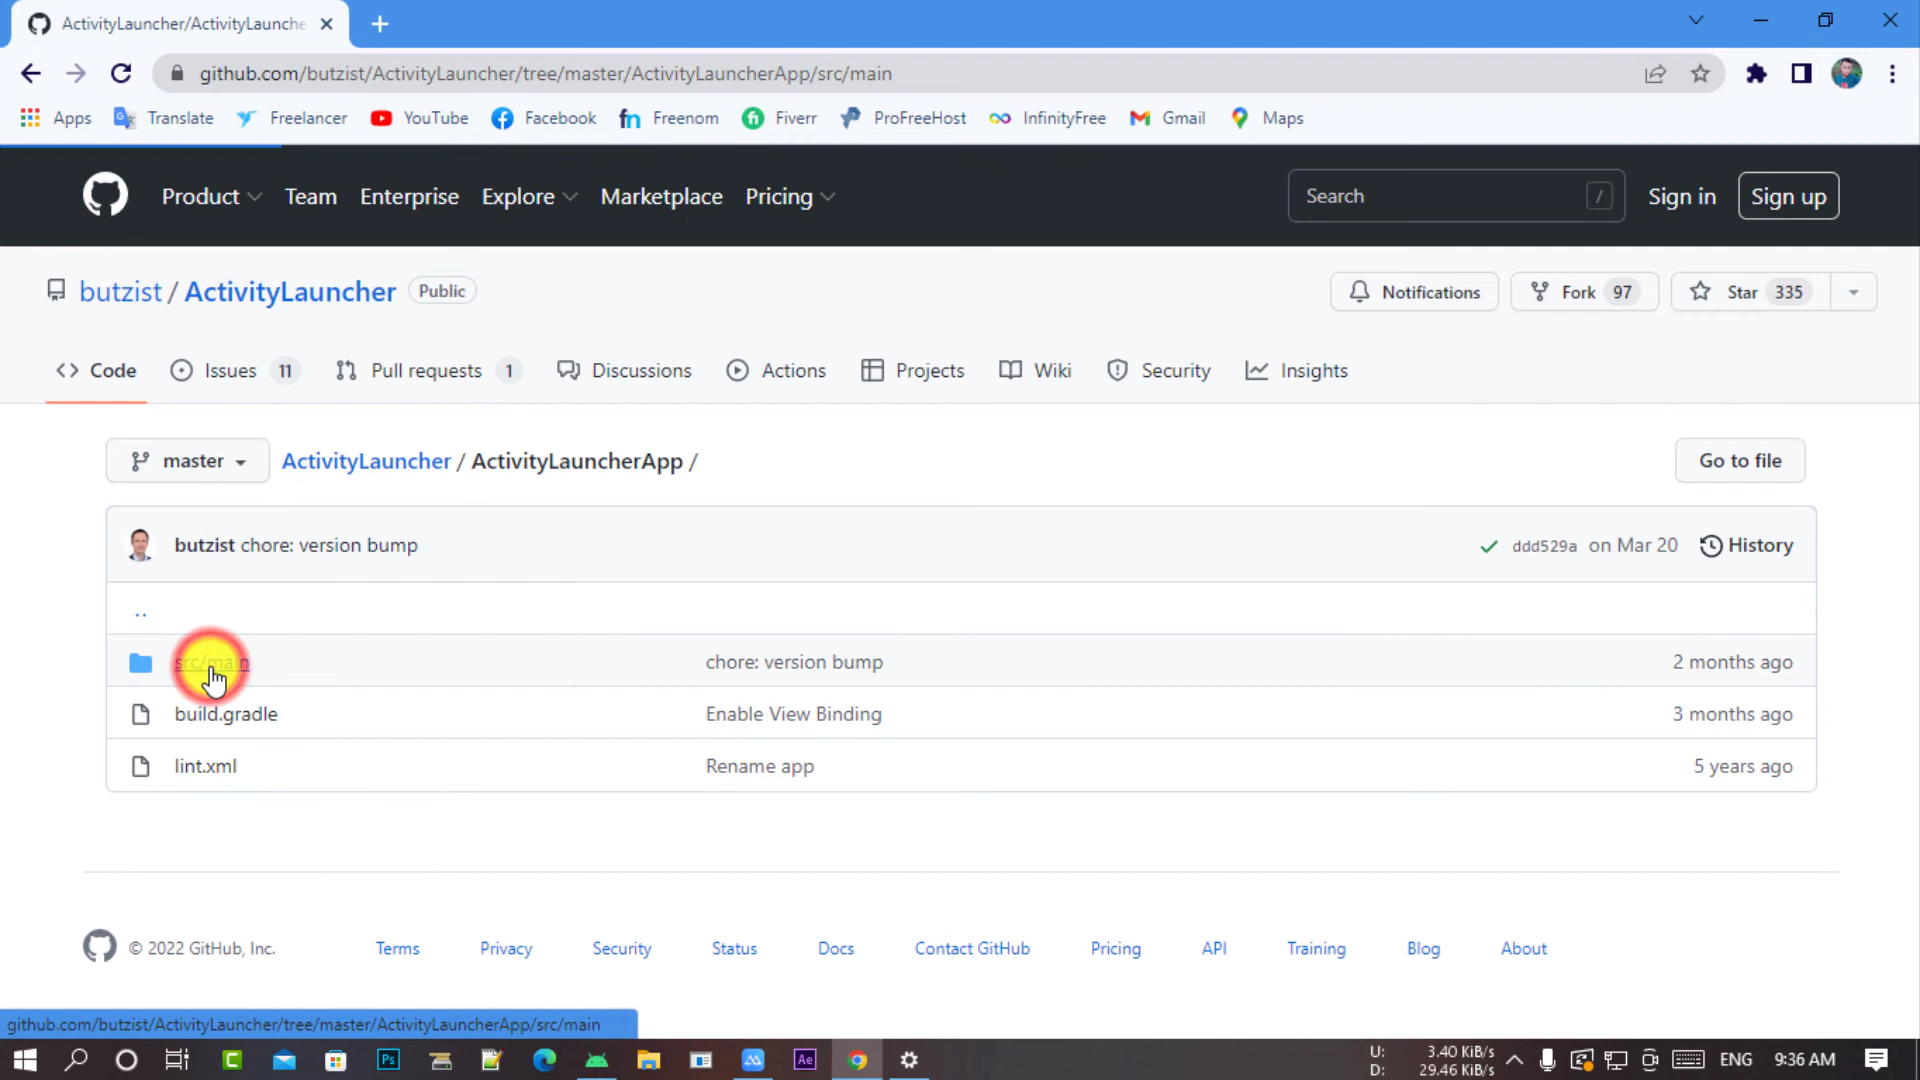 ActivityLauncher/ActivityLaunche
github.com/butzist/ActivityLauncher/tree/master/ActivityLauncherApp/src/main
Apps Translate Freelancer YouTube Facebook fn Freenom Fiverr ProFreeHost InfinityFree Gmail Maps
Product Team Enterprise Explore Marketplace Pricing Search / Sign in Sign up
butzist / ActivityLauncher Public Notifications Fork 97 Star 335
Code Issues 11 Pull requests 1 Discussions Actions Projects Wiki Security Insights
master ActivityLauncher / ActivityLauncherApp / Go to file
butzist chore: version bump ddd529a on Mar 20 History
..
src/main chore: version bump 2 months ago
build.gradle Enable View Binding 3 months ago
lint.xml Rename app 5 years ago
© 2022 GitHub, Inc. Terms Privacy Security Status Docs Contact GitHub Pricing API Training Blog About
github.com/butzist/ActivityLauncher/tree/master/ActivityLauncherApp/src/main
C Ps Ae U: 3.40 KiB/s ENG 9:36 AM
D: 29.46 KiB/s